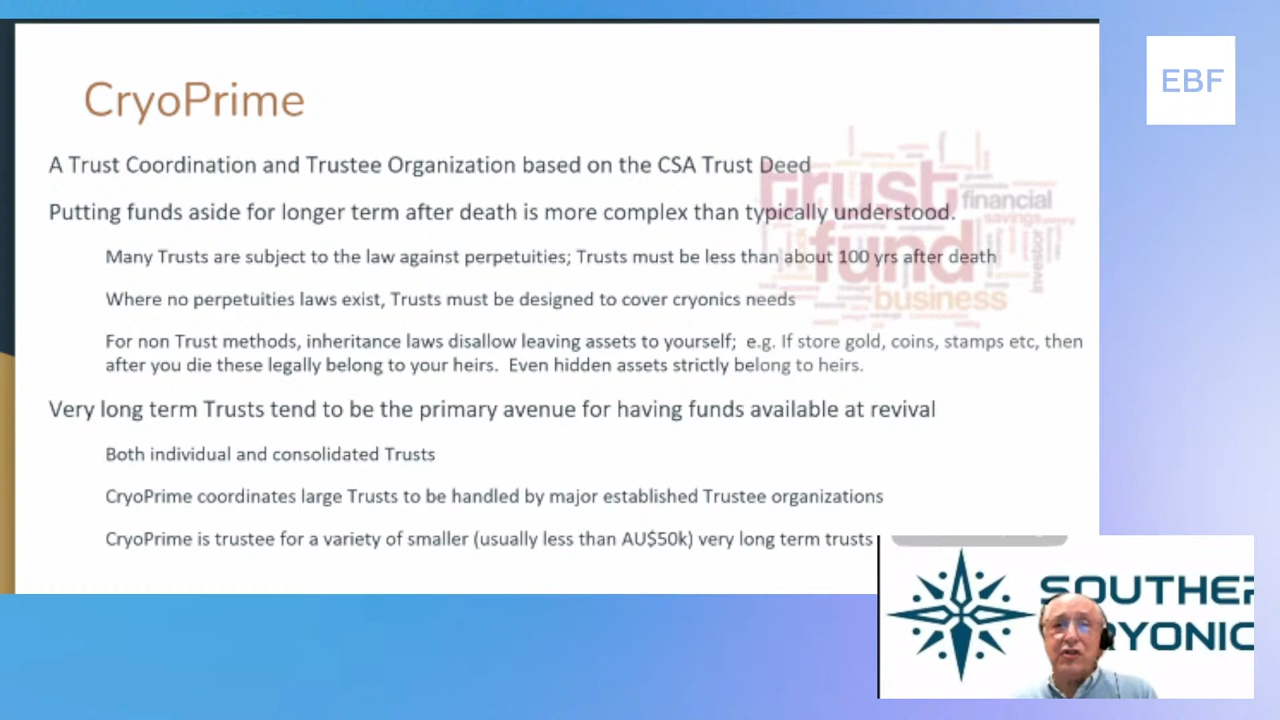 CryoPrime
EBF
A Trust Coordination and Trustee Organization based on the CSA Trust Deed
Putting funds aside for longer term after death is more complex than typically understood.
Many Trusts are subject to the law against perpetuities; Trusts must be less than about 100 yrs after death
Where no perpetuities laws exist, Trusts must be designed to cover cryonics needs
For non Trust methods, inheritance laws disallow leaving assets to yourself;  e.g. If store gold, coins, stamps etc, then
after you die these legally belong to your heirs.  Even hidden assets strictly belong to heirs.
Very long term Trusts tend to be the primary avenue for having funds available at revival
Both individual and consolidated Trusts
CryoPrime coordinates large Trusts to be handled by major established Trustee organizations
CryoPrime is trustee for a variety of smaller (usually less than AU$50k) very long term trusts
trust
financial
savings
fund
investor
business
SOUTHER
RYONIC